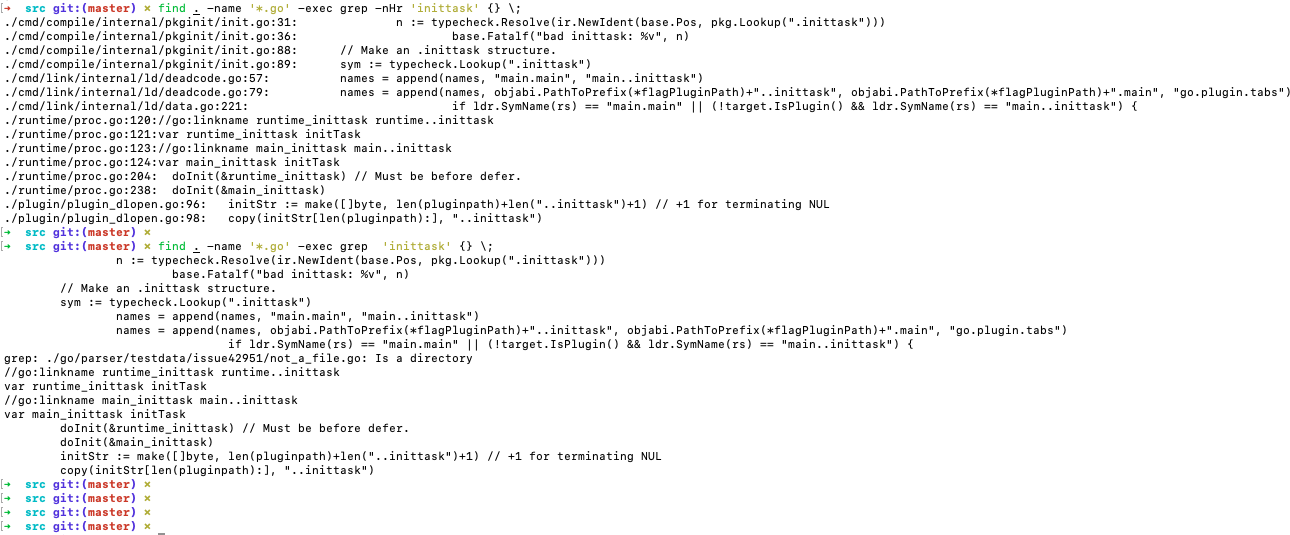 [→  src git:(master) × find . -name '*.go' -exec grep -nHr 'inittask' {} \;
./cmd/compile/internal/pkginit/init.go:31:              n := typecheck.Resolve(ir.NewIdent(base.Pos, pkg.Lookup(".inittask")))
./cmd/compile/internal/pkginit/init.go:36:                      base.Fatalf("bad inittask: %v", n)
./cmd/compile/internal/pkginit/init.go:88:      // Make an .inittask structure.
./cmd/compile/internal/pkginit/init.go:89:      sym := typecheck.Lookup(".inittask")
./cmd/link/internal/ld/deadcode.go:57:          names = append(names, "main.main", "main..inittask")
./cmd/link/internal/ld/deadcode.go:79:          names = append(names, objabi.PathToPrefix(*flagPluginPath)+"..inittask", objabi.PathToPrefix(*flagPluginPath)+".main", "go.plugin.tabs")
./cmd/link/internal/ld/data.go:221:                             if ldr.SymName(rs) == "main.main" || (!target.IsPlugin() && ldr.SymName(rs) == "main..inittask") {
./runtime/proc.go:120://go:linkname runtime_inittask runtime..inittask
./runtime/proc.go:121:var runtime_inittask initTask
./runtime/proc.go:123://go:linkname main_inittask main..inittask
./runtime/proc.go:124:var main_inittask initTask
./runtime/proc.go:204:  doInit(&runtime_inittask) // Must be before defer.
./runtime/proc.go:238:  doInit(&main_inittask)
./plugin/plugin_dlopen.go:96:   initStr := make([]byte, len(pluginpath)+len("..inittask")+1) // +1 for terminating NUL
./plugin/plugin_dlopen.go:98:   copy(initStr[len(pluginpath):], "..inittask")
[→  src git:(master) ×
[→  src git:(master) × find . -name '*.go' -exec grep  'inittask' {} \;
                n := typecheck.Resolve(ir.NewIdent(base.Pos, pkg.Lookup(".inittask")))
                        base.Fatalf("bad inittask: %v", n)
        // Make an .inittask structure.
        sym := typecheck.Lookup(".inittask")
                names = append(names, "main.main", "main..inittask")
                names = append(names, objabi.PathToPrefix(*flagPluginPath)+"..inittask", objabi.PathToPrefix(*flagPluginPath)+".main", "go.plugin.tabs")
                                if ldr.SymName(rs) == "main.main" || (!target.IsPlugin() && ldr.SymName(rs) == "main..inittask") {
grep: ./go/parser/testdata/issue42951/not_a_file.go: Is a directory
//go:linkname runtime_inittask runtime..inittask
var runtime_inittask initTask
//go:linkname main_inittask main..inittask
var main_inittask initTask
        doInit(&runtime_inittask) // Must be before defer.
        doInit(&main_inittask)
        initStr := make([]byte, len(pluginpath)+len("..inittask")+1) // +1 for terminating NUL
        copy(initStr[len(pluginpath):], "..inittask")
[→  src git:(master) ×
[→  src git:(master) ×
[→  src git:(master) ×
[→  src git:(master) × _